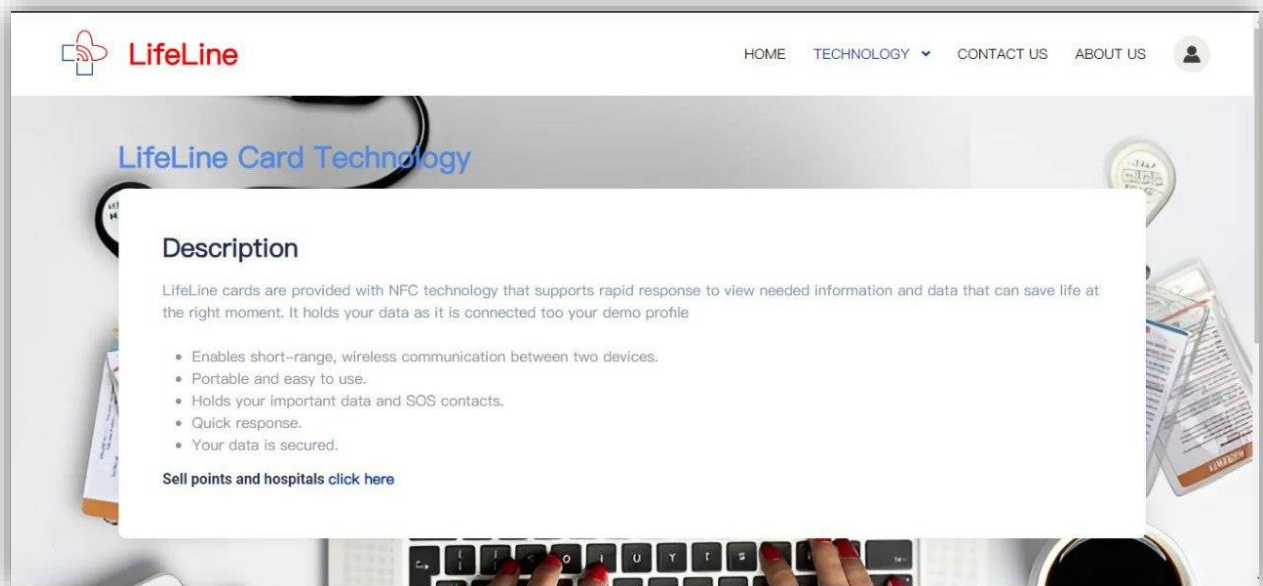 LifeLine
HOME
TECHNOLOGY
CONTACT US
ABOUT US
LifeLine Card Technology
Description
LifeLine cards are provided with NFC technology that supports rapid response to view needed information and data that can save life at
the right moment. It holds your data as it is connected too your demo profile
Enables short-range, wireless communication between two devices.
Portable and easy to use.
Holds your important data and SOS contacts.
Quick response.
Your data is secured.
Sell points and hospitals click here